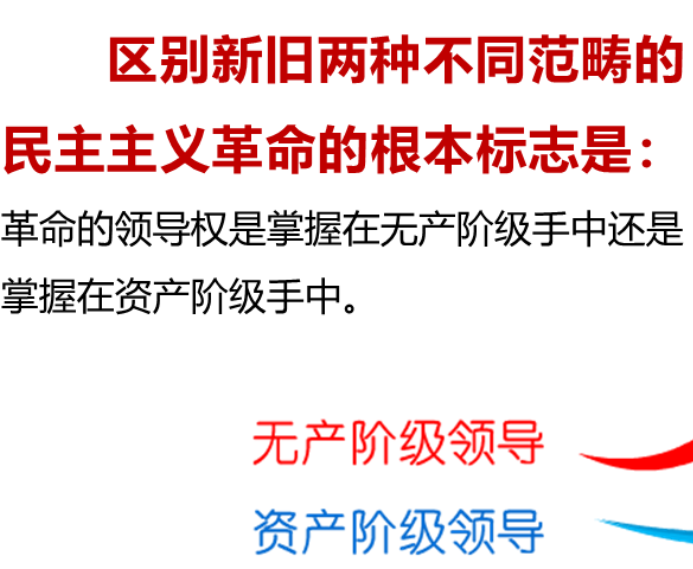 区别新旧两种不同范畴的
民主主义革命的根本标志是：
革命的领导权是掌握在无产阶级手中还是
掌握在资产阶级手中。
无产阶级领导
资产阶级领导